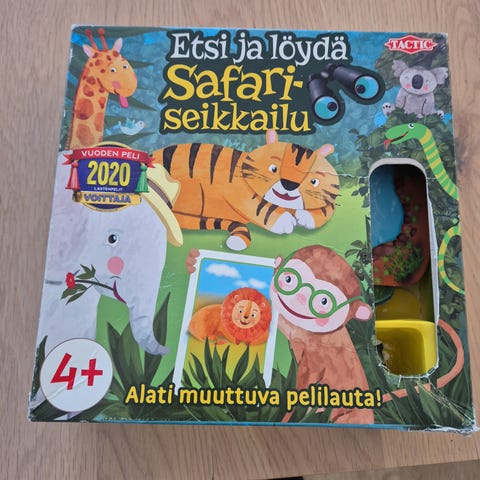 Etsi ja löydä
Safari-
seikkailu
TACTIC
VUODEN PELI
2020
LASTENPELIT
VOITTAJA
4+
Alati muuttuva pelilauta!